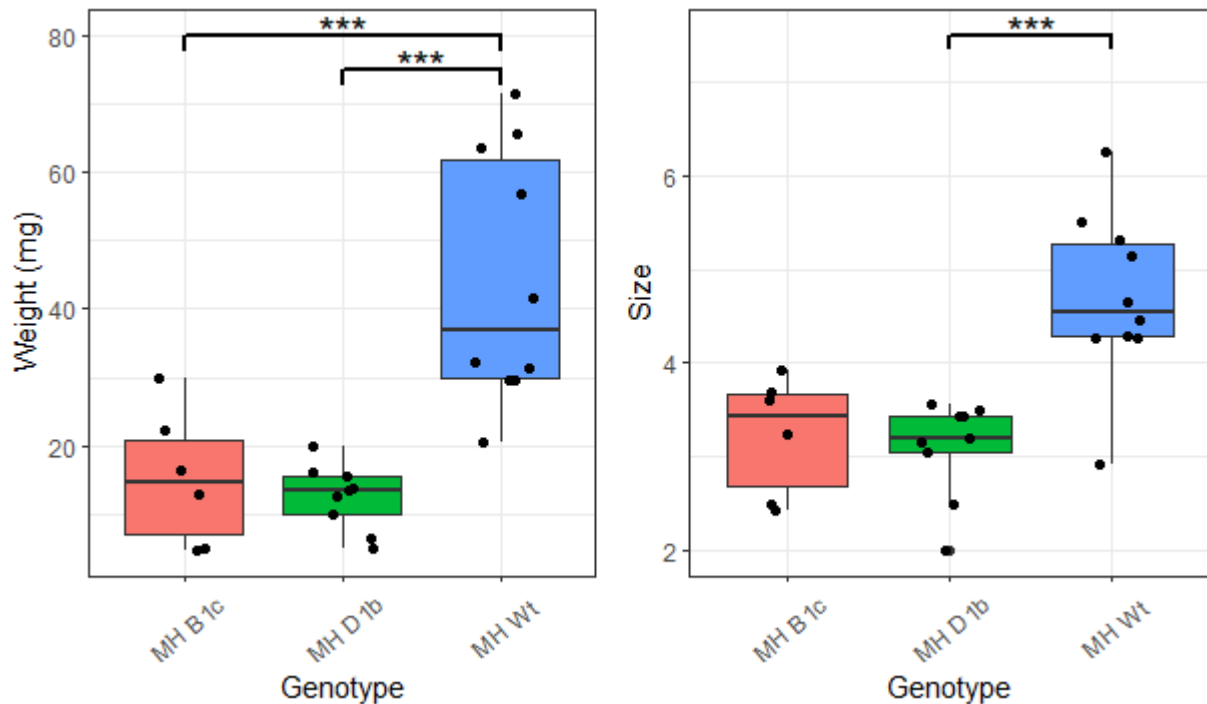 80
60
40
20
Weight (mg)
***
***
MH B1c
MH D1b
MH Wt
Genotype
6
4
2
Size
***
MH B1c
MH D1b
MH Wt
Genotype